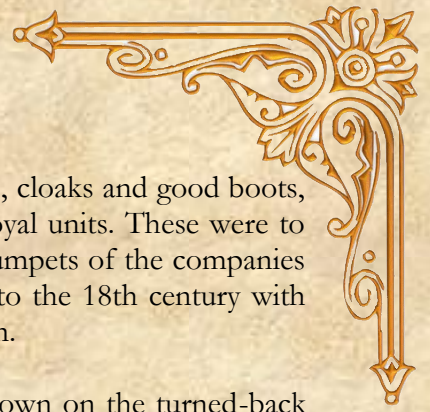 , cloaks and good boots,
oyal units. These were to
umpets of the companies
to the 18th century with
n.
own on the turned-back